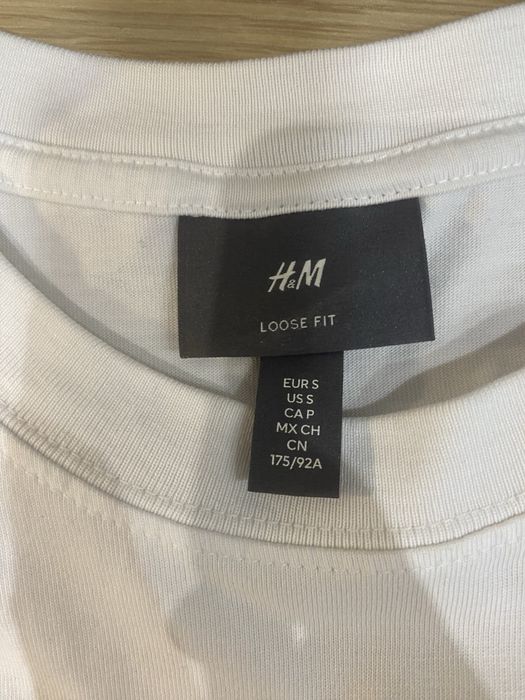 H&M
LOOSE FIT
EUR S
US S
CA P
MX CH
CN
175/92A